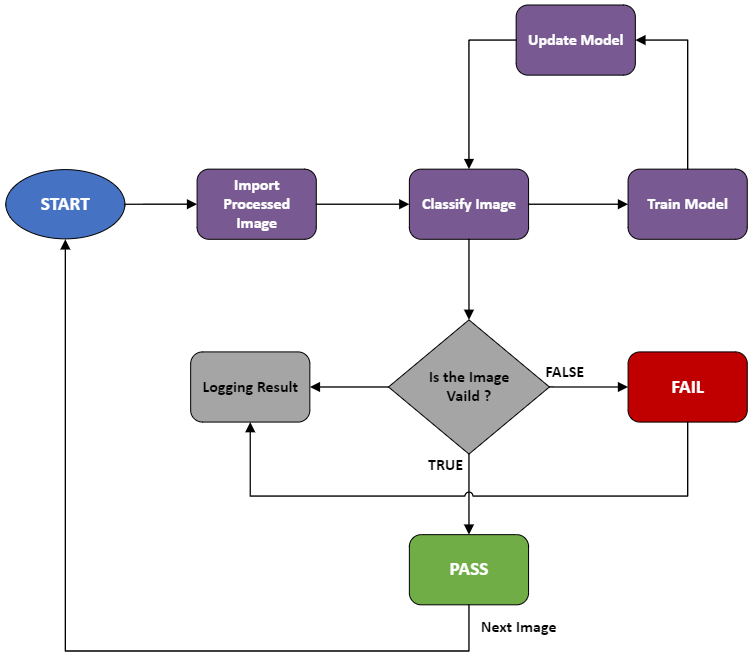 Update Model
START
Import
Processed
Image
Classify Image
Train Model
Logging Result
Is the Image
Vaild ?
FALSE
FAIL
TRUE
PASS
Next Image